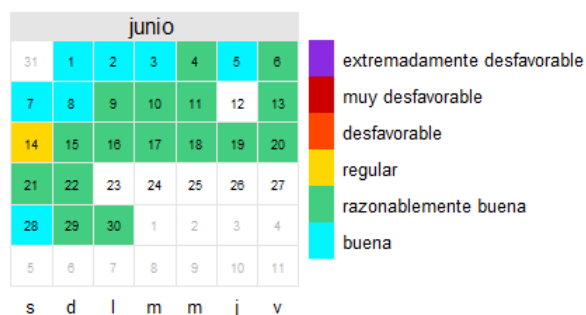 junio
31 1 2 3 4 5 6
7 8 9 10 11 12 13
14 15 16 17 18 19 20
21 22 23 24 25 26 27
28 29 30 1 2 3 4
5 6 7 8 9 10 11
s d l m m j v
extremadamente desfavorable
muy desfavorable
desfavorable
regular
razonablemente buena
buena